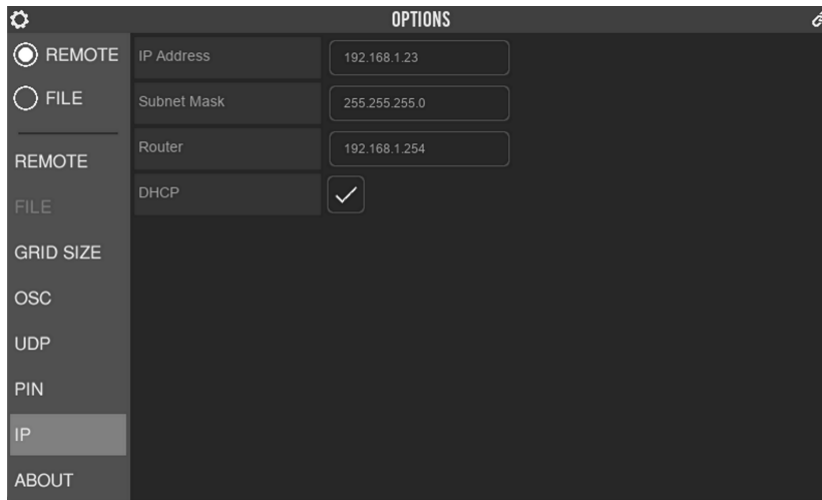 OPTIONS
REMOTE
FILE
REMOTE
FILE
GRID SIZE
OSC
UDP
PIN
IP
ABOUT
IP Address 192.168.1.23
Subnet Mask 255.255.255.0
Router 192.168.1.254
DHCP